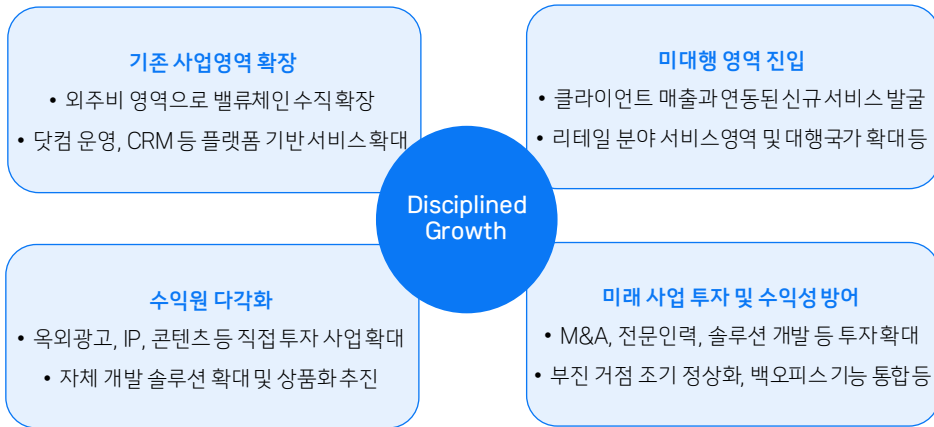 기존 사업영역 확장
• 외주비 영역으로 밸류체인 수직 확장
• 닷컴 운영, CRM 등 플랫폼 기반 서비스 확대
미대행 영역 진입
• 클라이언트 매출과 연동된 신규 서비스 발굴
• 리테일 분야 서비스영역 및 대행국가 확대 등
Disciplined
Growth
수익원 다각화
• 옥외광고, IP, 콘텐츠 등 직접 투자 사업 확대
• 자체 개발 솔루션 확대 및 상품화 추진
미래 사업 투자 및 수익성 방어
• M&A, 전문인력, 솔루션 개발 등 투자 확대
• 부진 거점 조기 정상화, 백오피스 기능 통합 등